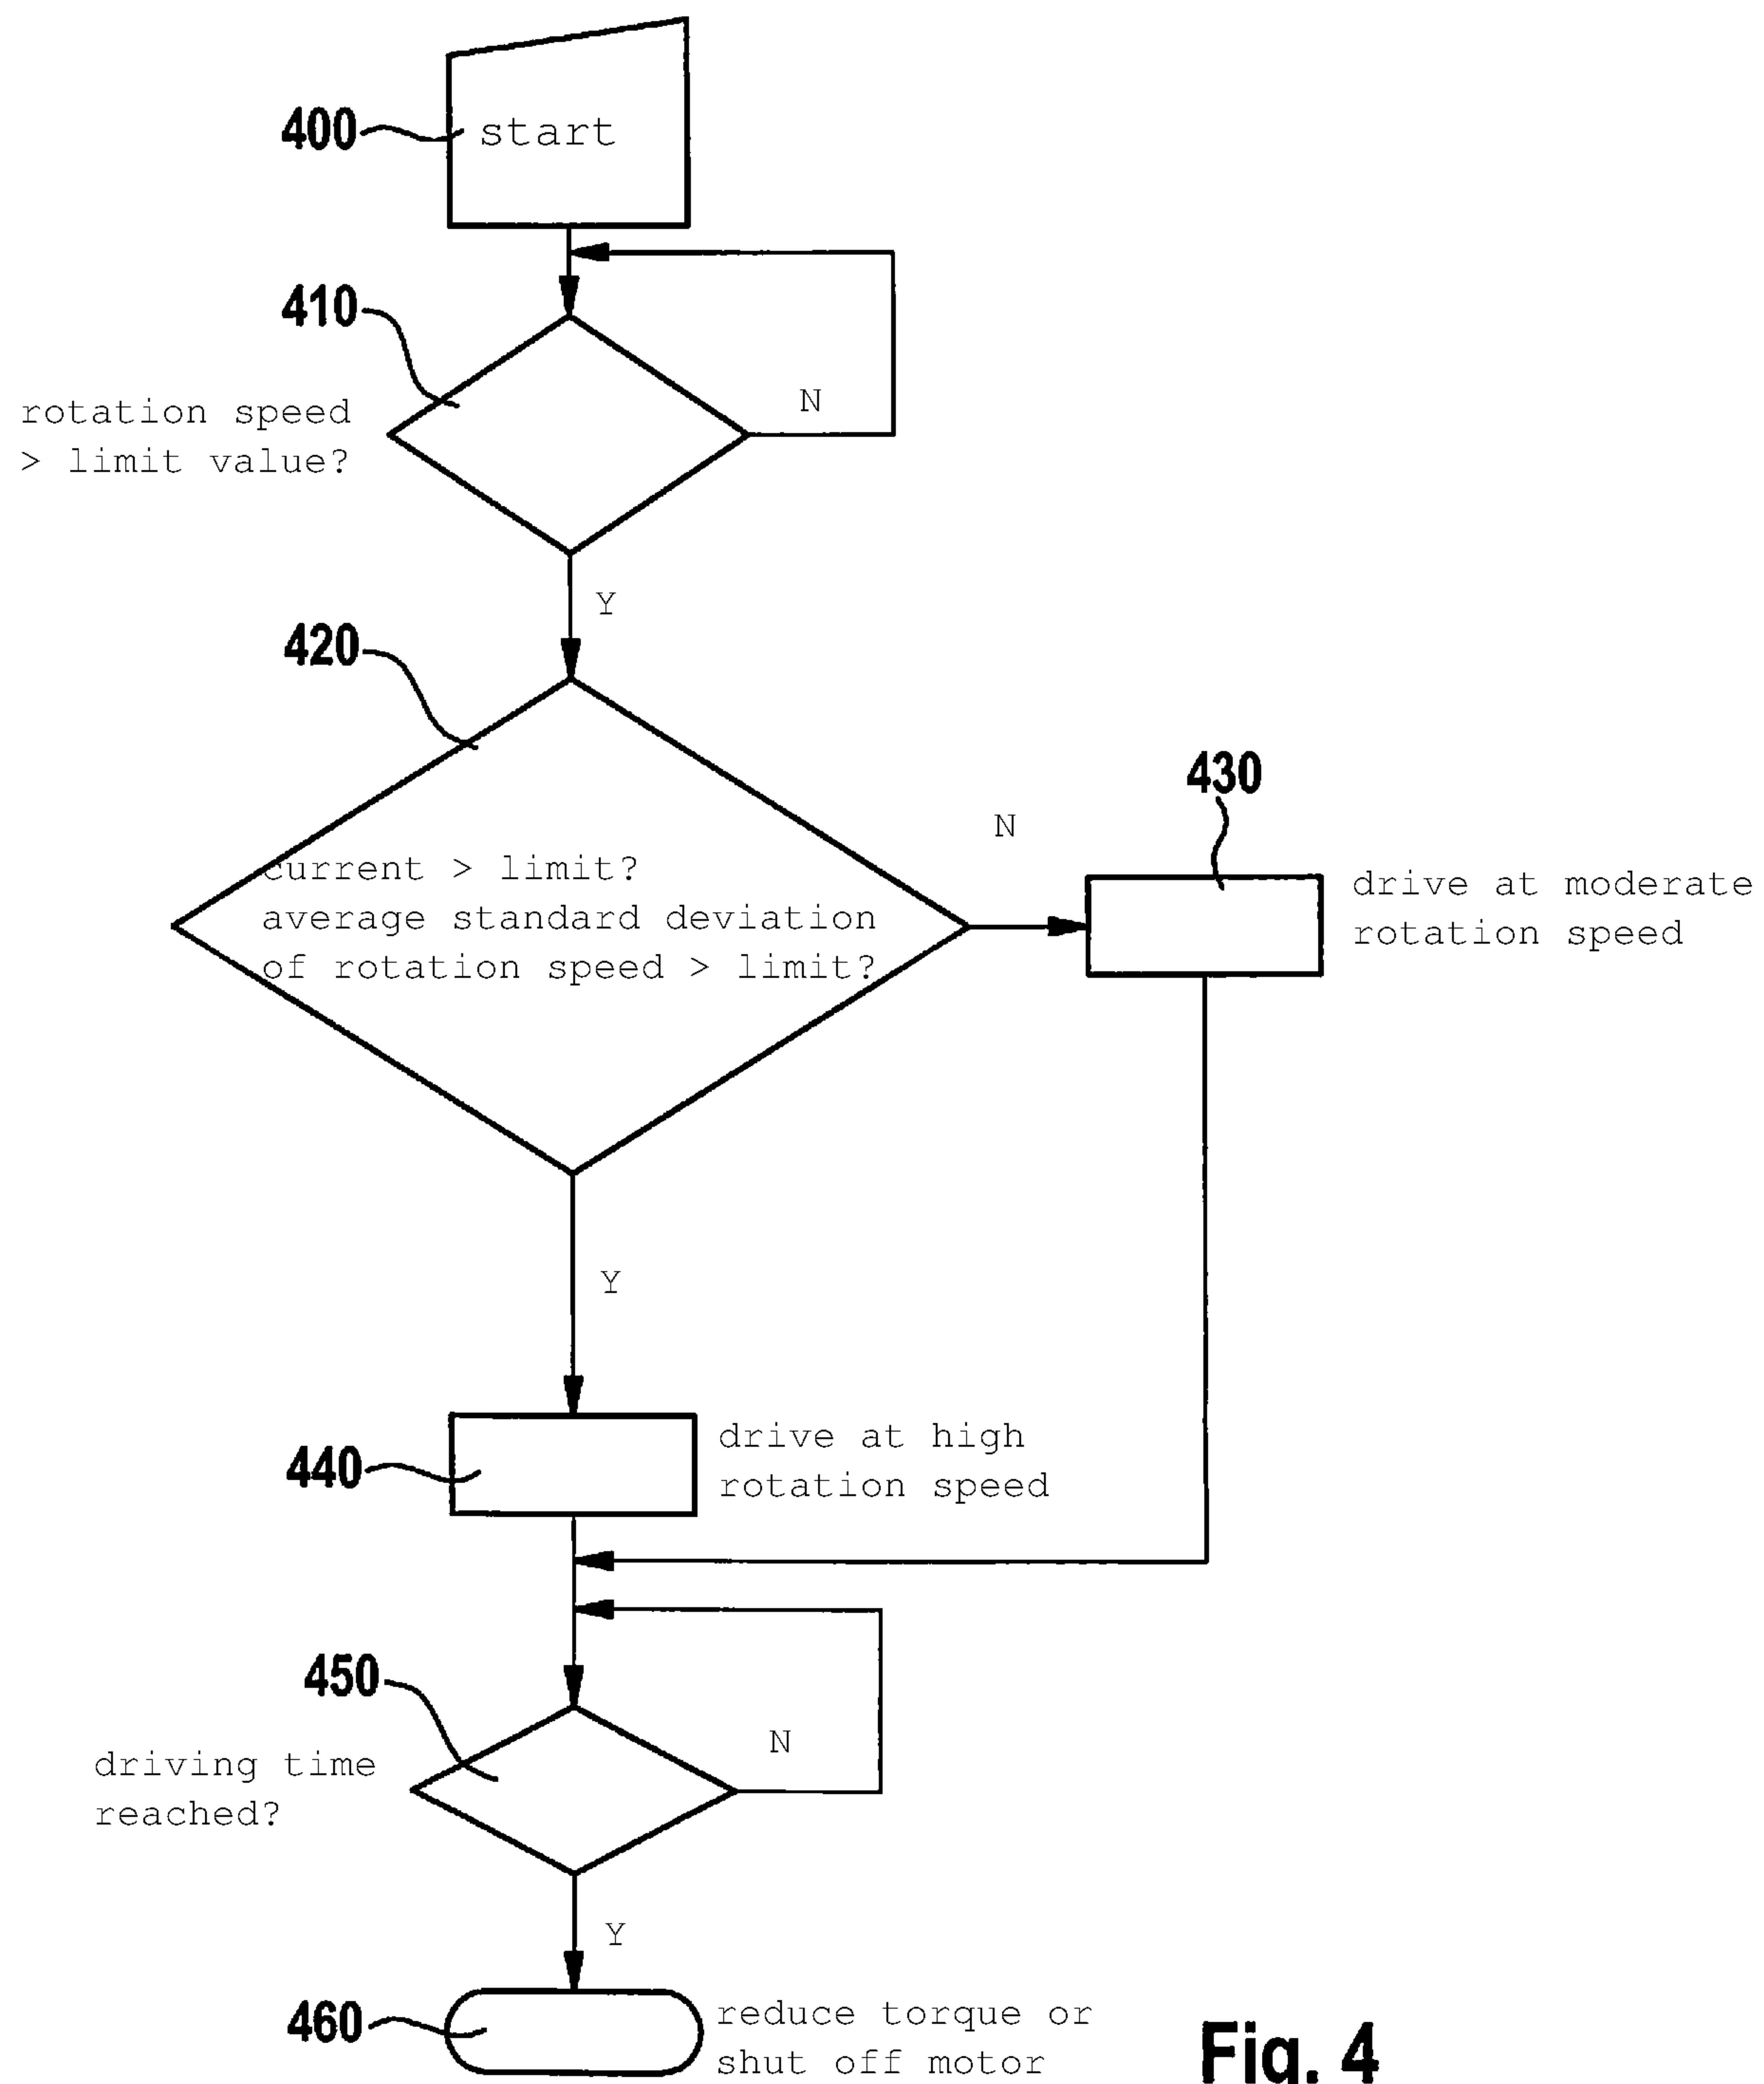 400
start
410
rotation speed
> limit value?
N
Y
420
430
N
current > limit?
average standard deviation
of rotation speed > limit?
drive at moderate
rotation speed
Y
440
drive at high
rotation speed
450
N
driving time
reached?
Y
460
reduce torque or
shut off motor
Fig. 4